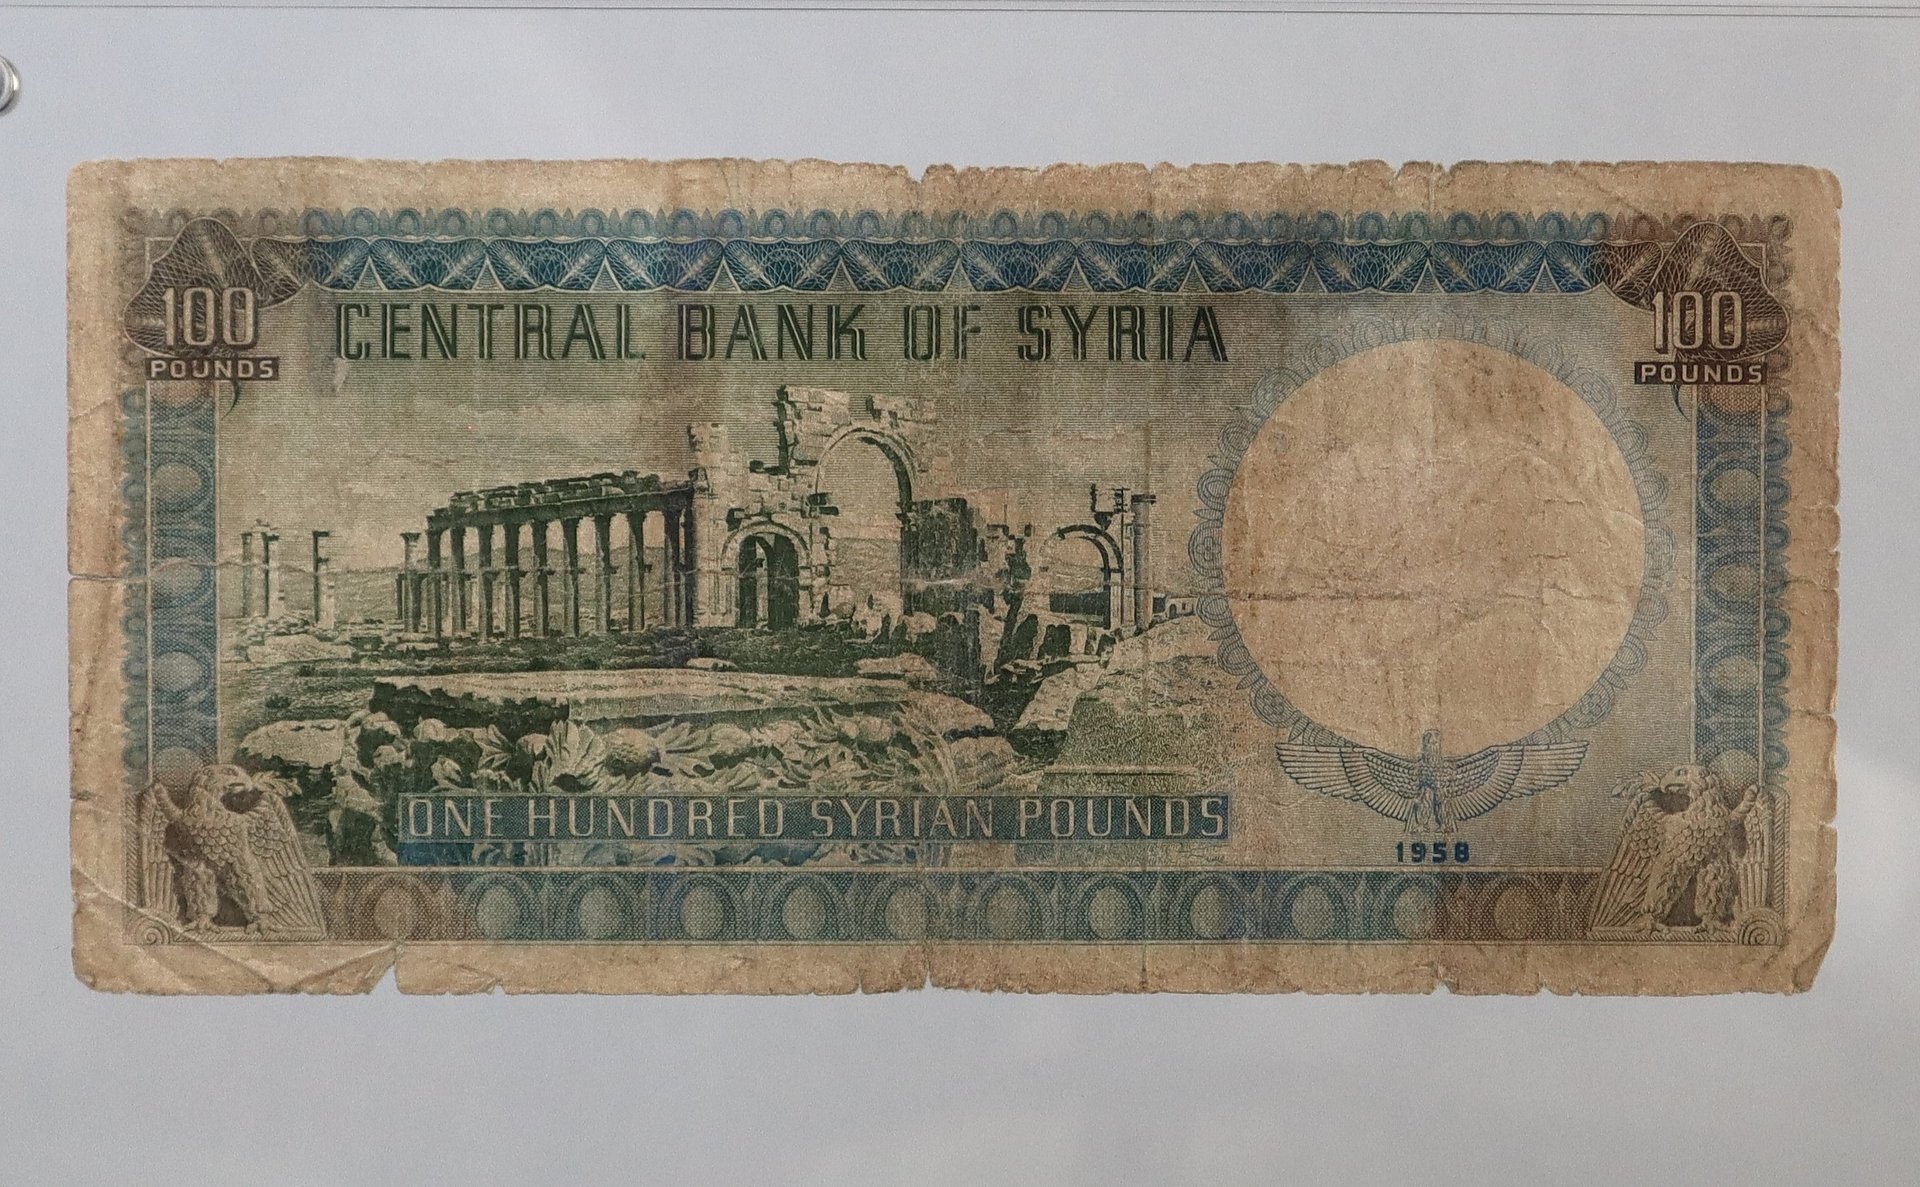 100 100
POUNDS POUNDS
CENTRAL BANK OF SYRIA
ONE HUNDRED SYRIAN POUNDS
1958